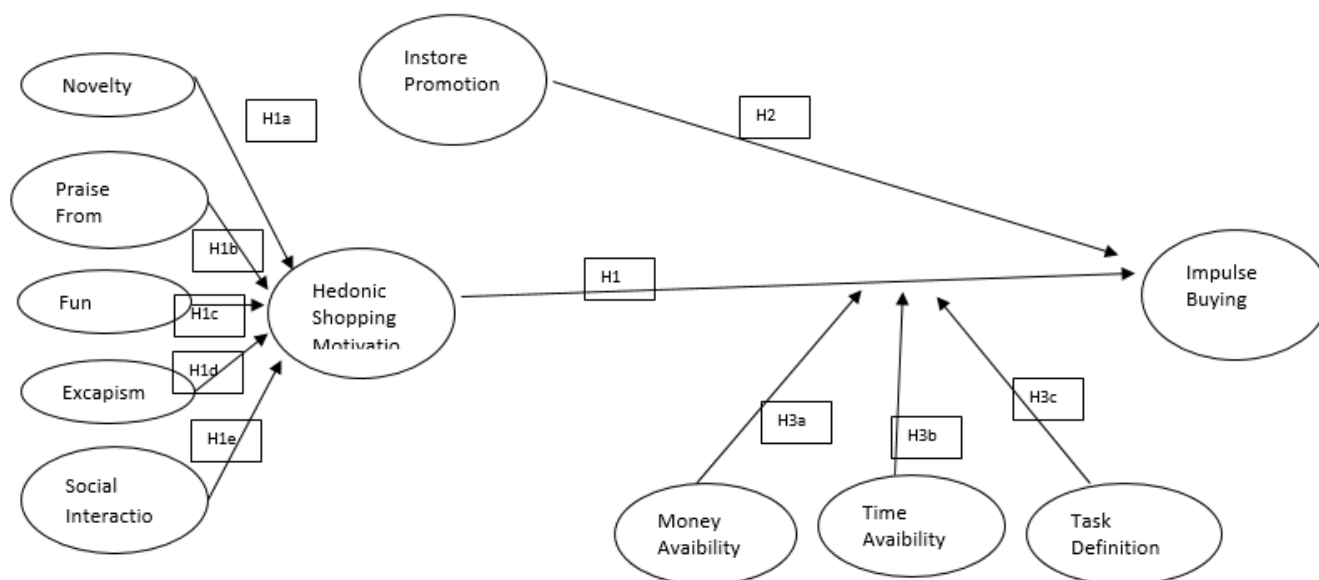 Novelty
Instore
Promotion
H1a
H2
Praise
From
H1b
Fun
H1c
Hedonic
Shopping
Motivatio
H1
Impulse
Buying
Excapism
H1d
H1e
Social
Interactio
H3a
H3b
H3c
Money
Avaibility
Time
Avaibility
Task
Definition